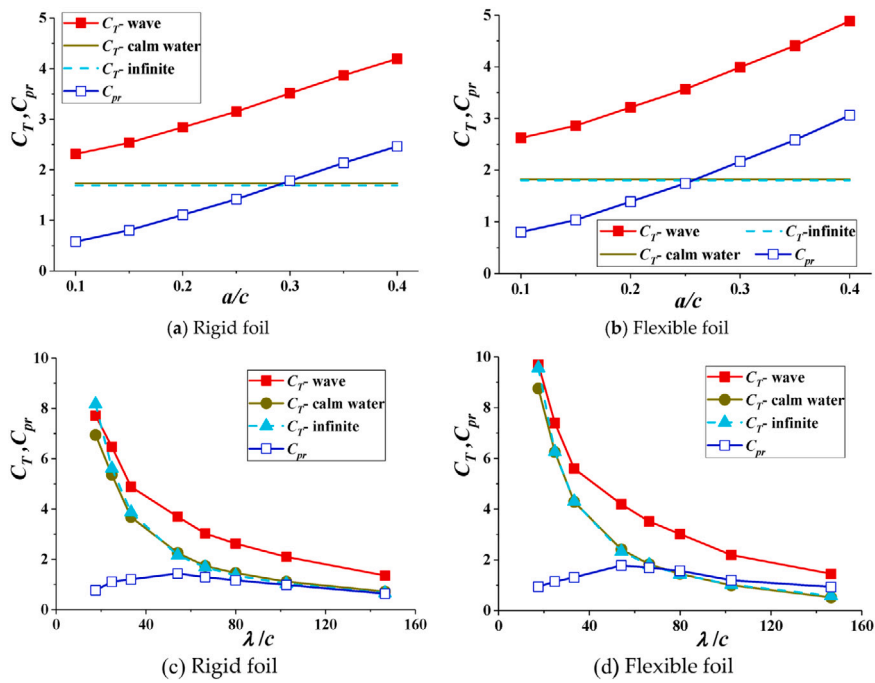 C_T, C_pr
C_T- wave
C_T- calm water
C_T- infinite
C_pr
5
4
3
2
1
0
0.1 0.2 0.3 0.4
a/c
(a) Rigid foil
C_T, C_pr
5
4
3
2
1
0
C_T- wave C_T-infinite
C_T- calm water C_pr
0.1 0.2 0.3 0.4
a/c
(b) Flexible foil
C_T, C_pr
10
8
6
4
2
0
C_T- wave
C_T- calm water
C_T- infinite
C_pr
0 40 80 120 160
λ/c
(c) Rigid foil
C_T, C_pr
10
8
6
4
2
0
C_T- wave
C_T- calm water
C_T- infinite
C_pr
0 40 80 120 160
λ/c
(d) Flexible foil